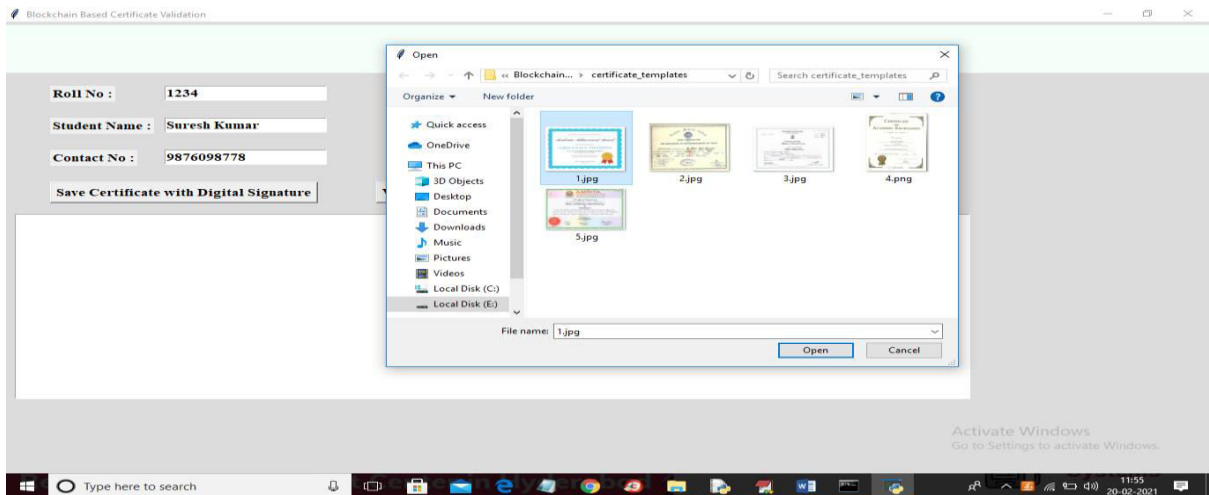 Blockchain Based Certificate Validation
Open
« Blockchain... > certificate_templates
Search certificate_templates
Organize
New folder
Roll No :
1234
Student Name :
Suresh Kumar
Contact No :
9876098778
Save Certificate with Digital Signature
Quick access
OneDrive
This PC
3D Objects
Desktop
Documents
Downloads
Music
Pictures
Videos
Local Disk (C:)
Local Disk (E:)
1.jpg
2.jpg
3.jpg
4.png
5.jpg
File name:
1.jpg
Open
Cancel
Activate Windows
Go to Settings to activate Windows.
Type here to search
11:55
20-02-2021